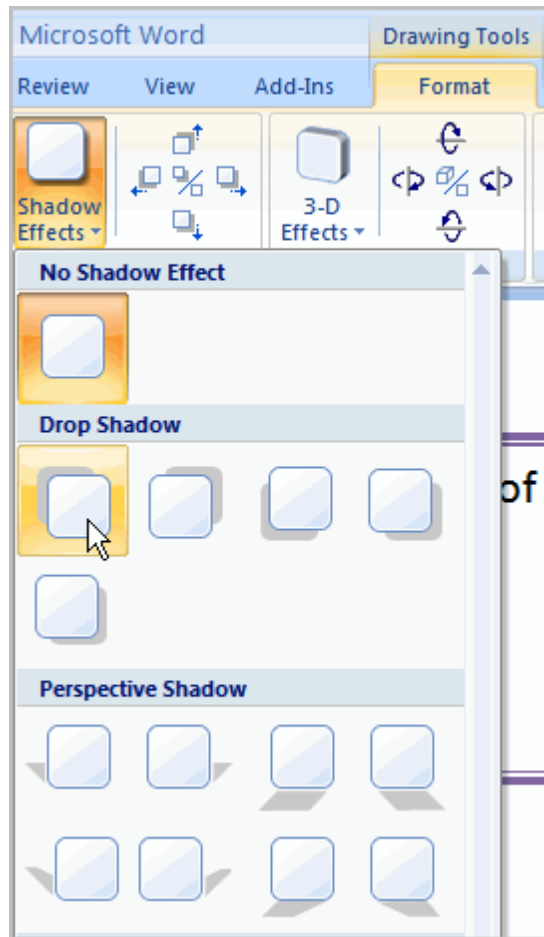 Microsoft Word Drawing Tools
Review View Add-Ins Format
Shadow Effects
3-D Effects
No Shadow Effect
Drop Shadow
of
Perspective Shadow